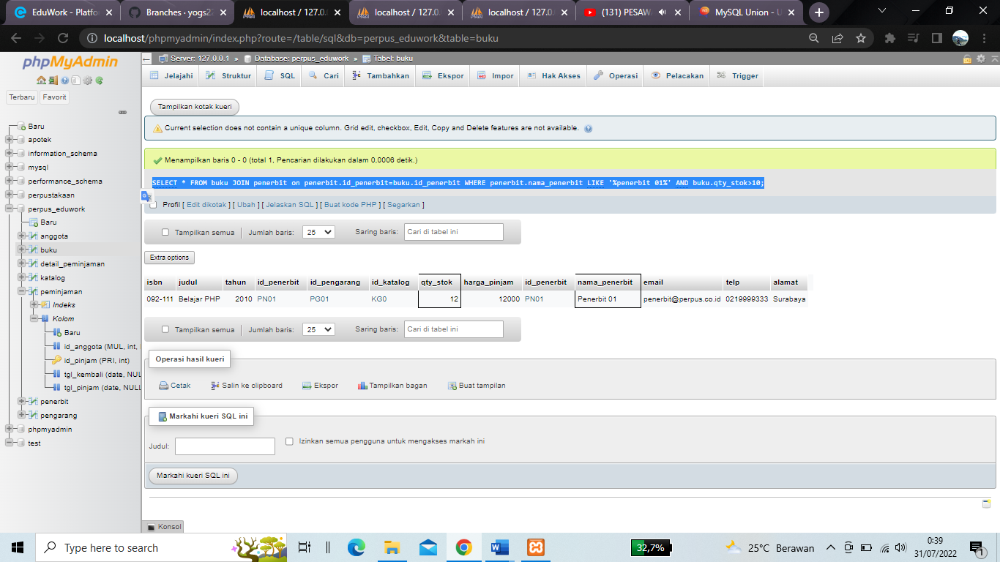 EduWork - Platfo
Branches · yogs22
localhost / 127.0.
localhost / 127.0.
localhost / 127.0.
(131) PESAW
MySQL Union - U
localhost/phpmyadmin/index.php?route=/table/sql&db=perpus_eduwork&table=buku
phpMyAdmin
Terbaru Favorit
Baru
apotek
information_schema
mysql
performance_schema
perpustakaan
perpus_eduwork
Baru
anggota
buku
detail_peminjaman
katalog
peminjaman
Indeks
Kolom
Baru
id_anggota (MUL, int,
id_pinjam (PRI, int)
tgl_kembali (date, NUL
tgl_pinjam (date, NULL
penerbit
pengarang
phpmyadmin
test
Server: 127.0.0.1 » Database: perpus_eduwork » Tabel: buku
Jelajahi Struktur SQL Cari Tambahkan Ekspor Impor Hak Akses Operasi Pelacakan Trigger
Tampilkan kotak kueri
Current selection does not contain a unique column. Grid edit, checkbox, Edit, Copy and Delete features are not available.
Menampilkan baris 0 - 0 (total 1, Pencarian dilakukan dalam 0,0006 detik.)
SELECT * FROM buku JOIN penerbit on penerbit.id_penerbit=buku.id_penerbit WHERE penerbit.nama_penerbit LIKE '%penerbit 01%' AND buku.qty_stok>10;
Profil [ Edit dikotak ] [ Ubah ] [ Jelaskan SQL ] [ Buat kode PHP ] [ Segarkan ]
Tampilkan semua | Jumlah baris: 25 Saring baris: Cari di tabel ini
Extra options
isbn judul tahun id_penerbit id_pengarang id_katalog qty_stok harga_pinjam id_penerbit nama_penerbit email telp alamat
092-111 Belajar PHP 2010 PN01 PG01 KG0 12 12000 PN01 Penerbit 01 penerbit@perpus.co.id 0219999333 Surabaya
Tampilkan semua | Jumlah baris: 25 Saring baris: Cari di tabel ini
Operasi hasil kueri
Cetak Salin ke clipboard Ekspor Tampilkan bagan Buat tampilan
Markahi kueri SQL ini
Judul: Izinkan semua pengguna untuk mengakses markah ini
Markahi kueri SQL ini
Konsol
Type here to search
32,7%
25°C Berawan
0:39
31/07/2022
1